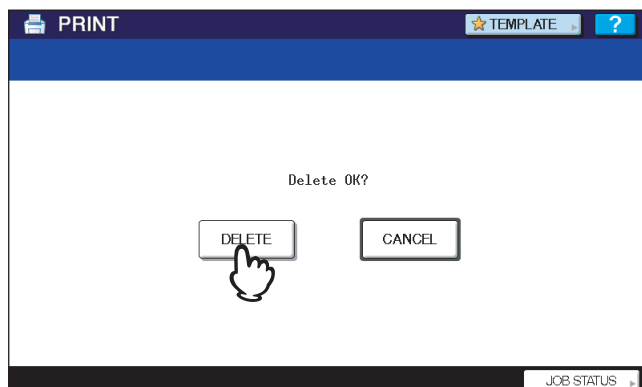 PRINT
TEMPLATE
?
Delete OK?
DELETE
CANCEL
JOB STATUS